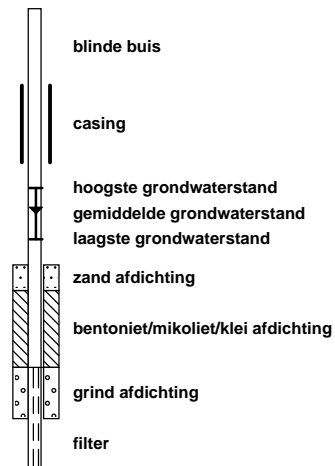 blinde buis
casing
hoogste grondwaterstand
gemiddelde grondwaterstand
laagste grondwaterstand
zand afdichting
bentoniet/mikoliet/klei afdichting
grind afdichting
filter